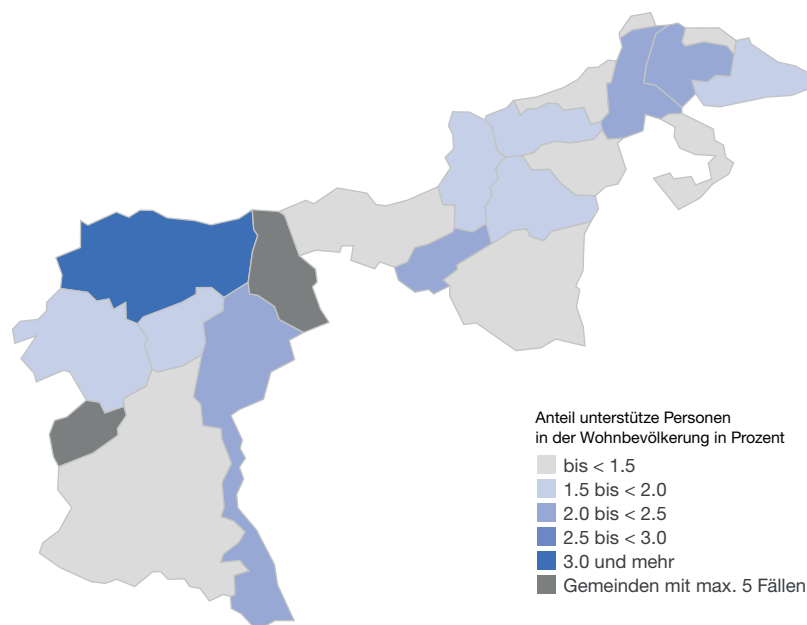 Anteil unterstütze Personen
in der Wohnbevölkerung in Prozent
bis < 1.5
1.5 bis < 2.0
2.0 bis < 2.5
2.5 bis < 3.0
3.0 und mehr
Gemeinden mit max. 5 Fällen